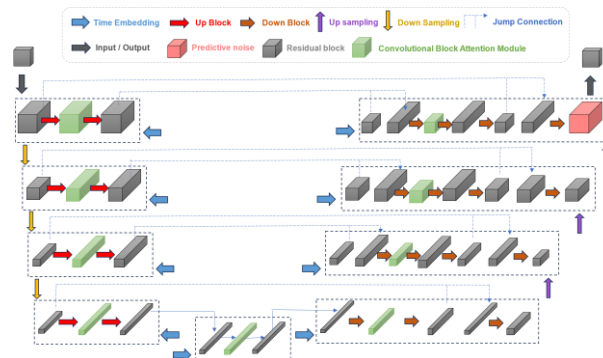 Time Embedding Up Block Down Block Up sampling Down Sampling Jump Connection
Input / Output Predictive noise Residual block Convolutional Block Attention Module